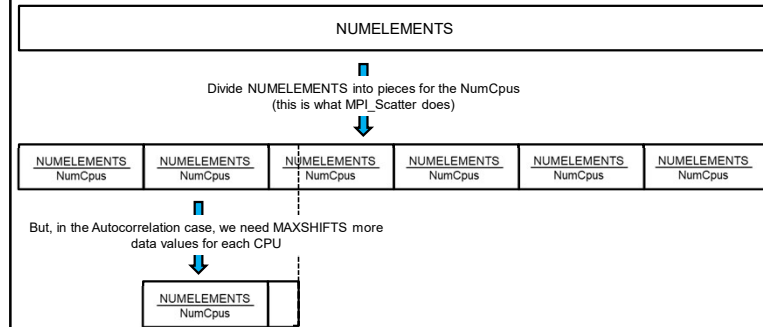 NUMELEMENTS
Divide NUMELEMENTS into pieces for the NumCpus
(this is what MPI_Scatter does)
NUMELEMENTS NUMELEMENTS NUMELEMENTS NUMELEMENTS NUMELEMENTS NUMELEMENTS
NumCpus NumCpus NumCpus NumCpus NumCpus NumCpus
But, in the Autocorrelation case, we need MAXSHIFTS more
data values for each CPU
NUMELEMENTS
NumCpus